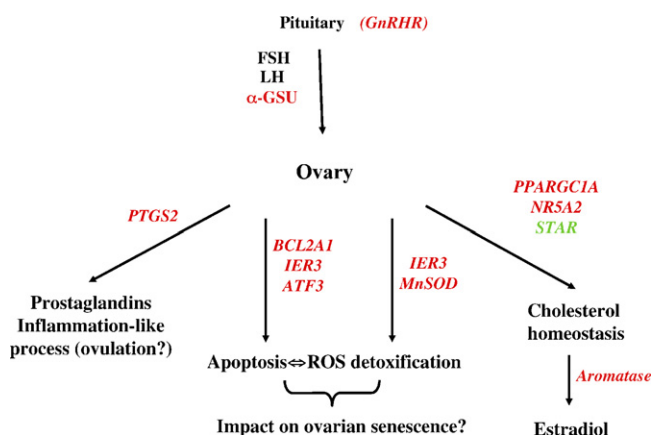 Pituitary (GnRHR)
FSH
LH
α-GSU
Ovary
PTGS2
BCL2A1
IER3
ATF3
IER3
MnSOD
PPARGC1A
NR5A2
STAR
Prostaglandins
Inflammation-like
process (ovulation?)
Apoptosis⇔ROS detoxification
Cholesterol
homeostasis
Aromatase
Impact on ovarian senescence?
Estradiol